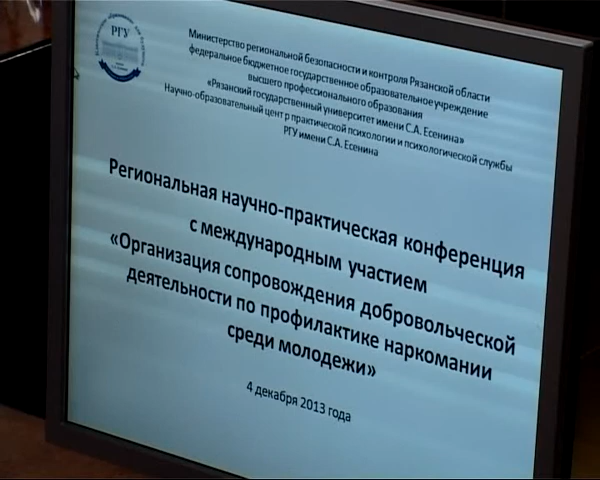 РГУ
Министерство региональной безопасности и контроля Рязанской области
федеральное бюджетное государственное образовательное учреждение
высшего профессионального образования
«Рязанский государственный университет имени С.А. Есенина»
Научно-образовательный центр практической психологии и психологической службы
РГУ имени С.А. Есенина
Региональная научно-практическая конференция
с международным участием
«Организация сопровождения добровольческой
деятельности по профилактике наркомании
среди молодежи»
4 декабря 2013 года